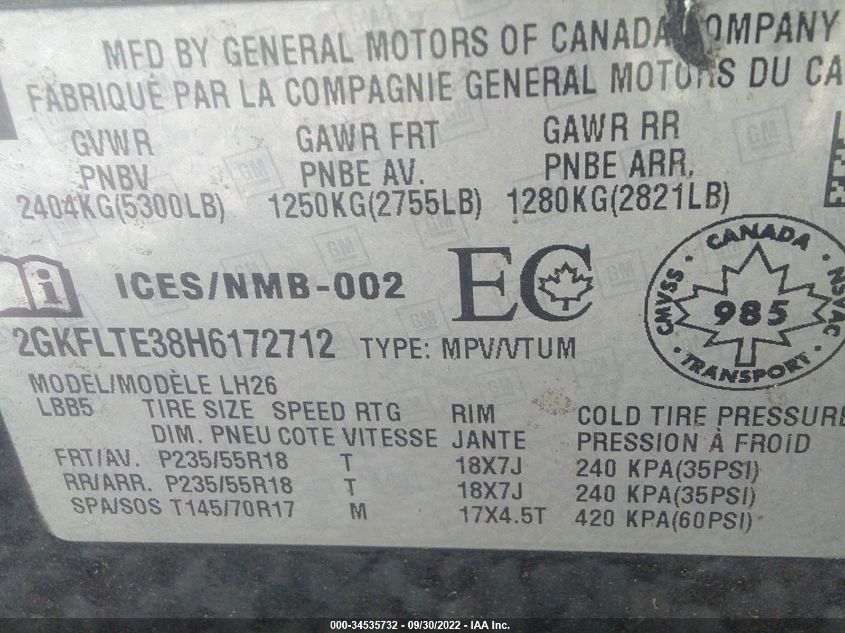 MFD BY GENERAL MOTORS OF CANADA COMPANY
FABRIQUÉ PAR LA COMPAGNIE GENERAL MOTORS DU CA
GVWR GAWR FRT GAWR RR
PNBV PNBE AV. PNBE ARR.
2404KG(5300LB) 1250KG(2755LB) 1280KG(2821LB)
ICES/NMB-002 EC
CANADA CMVSS NSVAC 985 TRANSPORT
2GKFLTE38H6172712 TYPE: MPV/VTUM
MODEL/MODÈLE LH26
LBB5 TIRE SIZE SPEED RTG RIM COLD TIRE PRESSURE
DIM. PNEU COTE VITESSE JANTE PRESSION À FROID
FRT/AV. P235/55R18 T 18X7J 240 KPA(35PSI)
RR/ARR. P235/55R18 T 18X7J 240 KPA(35PSI)
SPA/SOS T145/70R17 M 17X4.5T 420 KPA(60PSI)
000-34535732 - 09/30/2022 - IAA Inc.